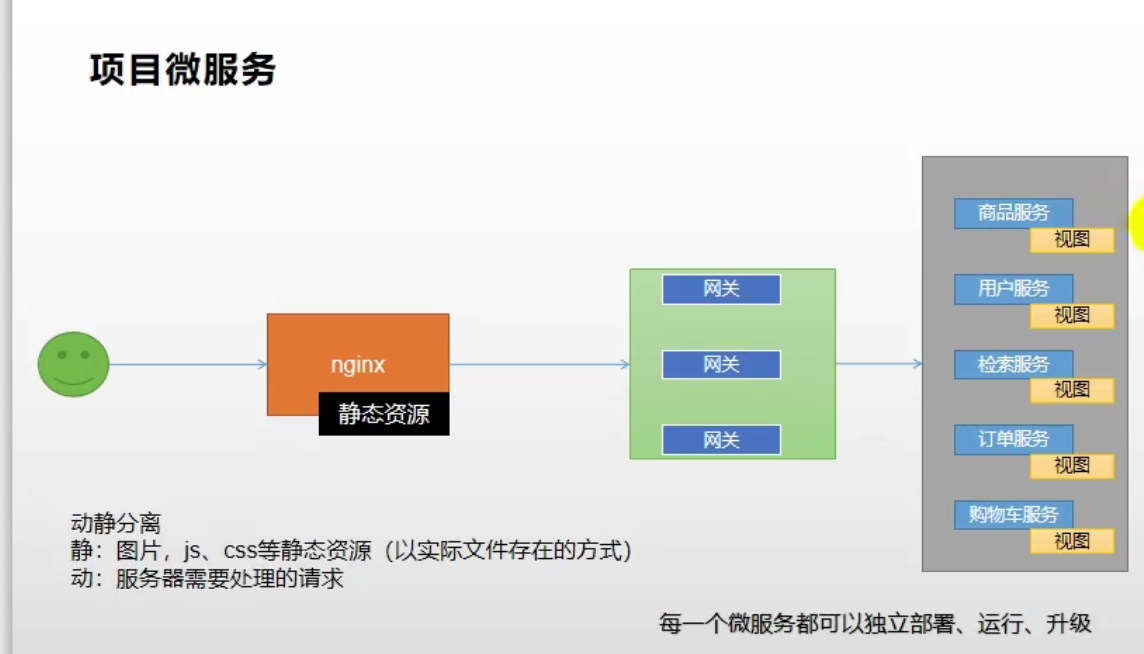 项目微服务
nginx
静态资源
网关
网关
网关
商品服务
视图
用户服务
视图
检索服务
视图
订单服务
视图
购物车服务
视图
动静分离
静：图片，js、css等静态资源（以实际文件存在的方式）
动：服务器需要处理的请求
每一个微服务都可以独立部署、运行、升级